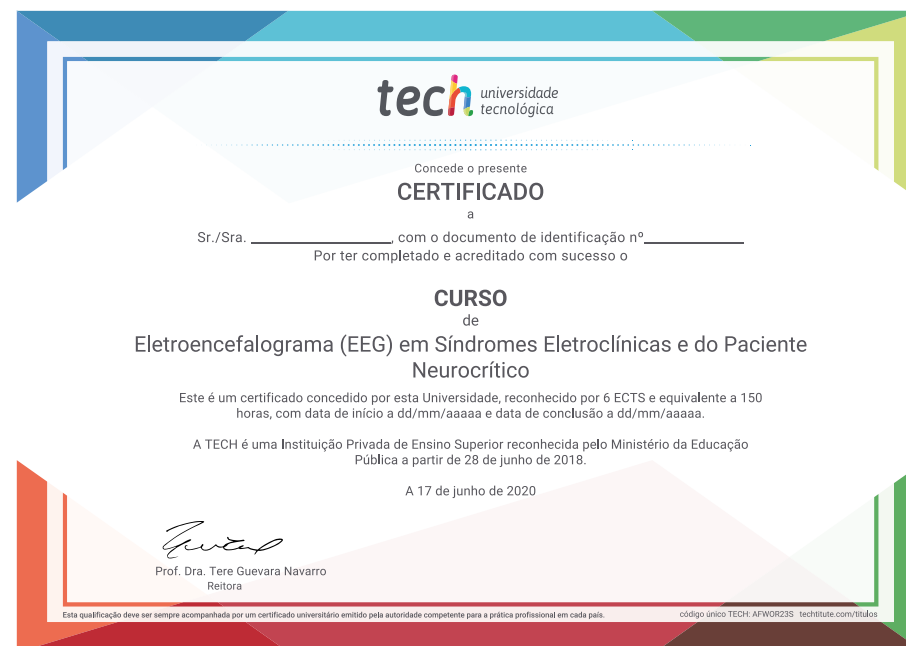 tech universidade
tecnológica
Concede o presente
CERTIFICADO
a
Sr./Sra. ________________, com o documento de identificação nº____________
Por ter completado e acreditado com sucesso o
CURSO
de
Eletroencefalograma (EEG) em Síndromes Eletroclínicas e do Paciente
Neurocrítico
Este é um certificado concedido por esta Universidade, reconhecido por 6 ECTS e equivalente a 150
horas, com data de início a dd/mm/aaaaa e data de conclusão a dd/mm/aaaaa.
A TECH é uma Instituição Privada de Ensino Superior reconhecida pelo Ministério da Educação
Pública a partir de 28 de junho de 2018.
A 17 de junho de 2020
Prof. Dra. Tere Guevara Navarro
Reitora
Esta qualificação deve ser sempre acompanhada por um certificado universitário emitido pela autoridade competente para a prática profissional em cada país.
código único TECH: AFWOR23S techtitute.com/titulos